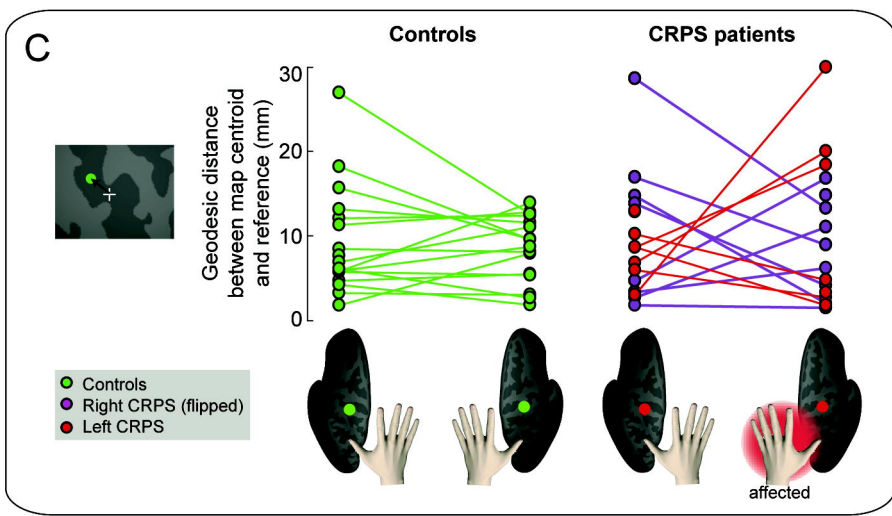 C
Controls
CRPS patients
Geodesic distance
between map centroid
and reference (mm)
30
20
10
0
Controls
Right CRPS (flipped)
Left CRPS
affected